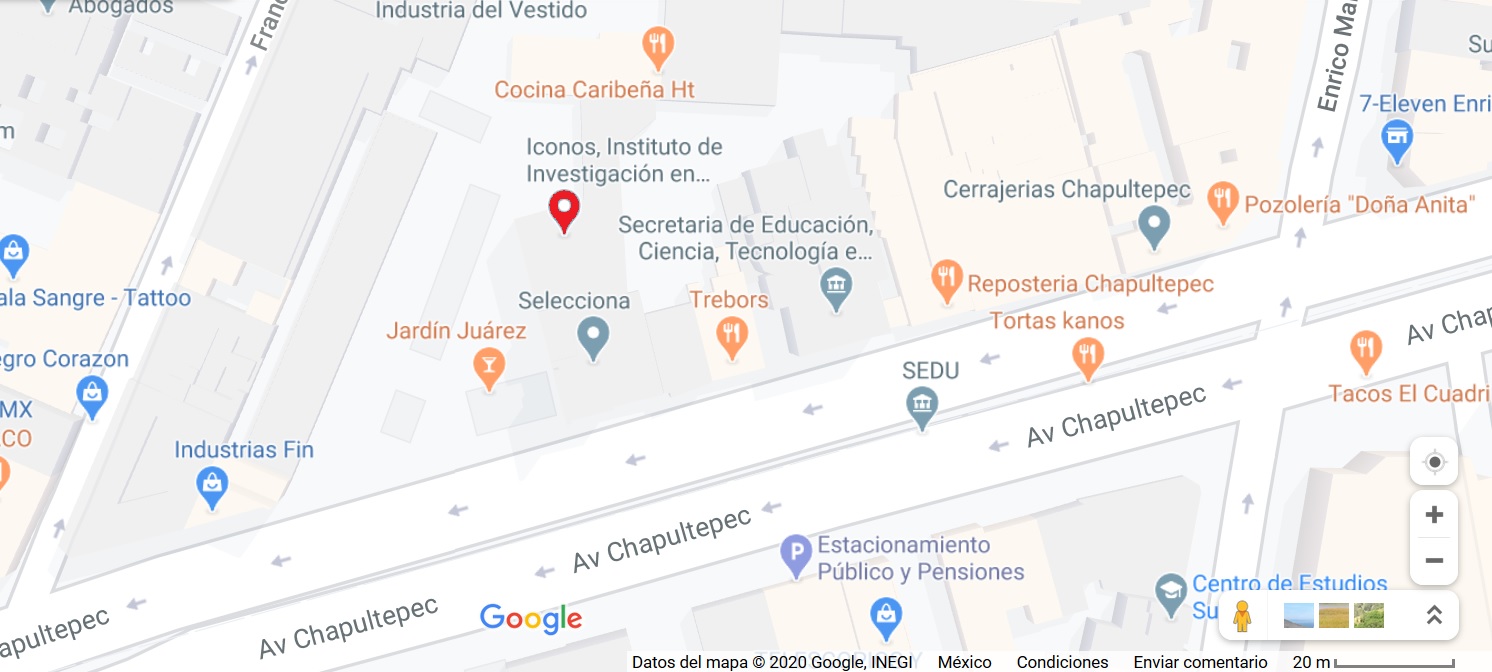 Abogados
Industria del Vestido
Franc
Enrico Mar
Su
Cocina Caribeña Ht
7-Eleven Enri
m
Iconos, Instituto de
Investigación en...
Cerrajerias Chapultepec
Pozolería "Doña Anita"
Secretaria de Educación,
Ciencia, Tecnología e...
ala Sangre - Tattoo
Selecciona
Trebors
Reposteria Chapultepec
Jardín Juárez
Tortas kanos
Av Chap
egro Corazon
SEDU
Tacos El Cuadri
MX
CO
Av Chapultepec
Industrias Fin
Av Chapultepec
P
Estacionamiento
Público y Pensiones
Centro de Estudios
Su
apultepec
Av Chapultepec
Google
Datos del mapa © 2020 Google, INEGI México Condiciones Enviar comentario 20 m